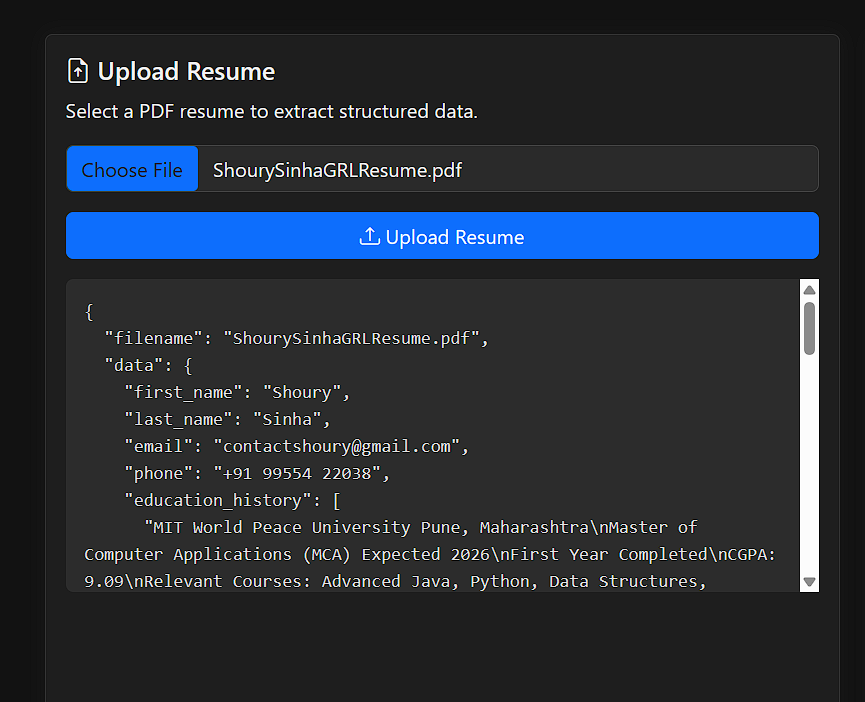 Upload Resume
Select a PDF resume to extract structured data.
Choose File ShourySinhaGRLResume.pdf
Upload Resume
{
"filename": "ShourySinhaGRLResume.pdf",
"data": {
"first_name": "Shoury",
"last_name": "Sinha",
"email": "contactshoury@gmail.com",
"phone": "+91 99554 22038",
"education_history": [
"MIT World Peace University Pune, Maharashtra\nMaster of
Computer Applications (MCA) Expected 2026\nFirst Year Completed\nCGPA:
9.09\nRelevant Courses: Advanced Java, Python, Data Structures,